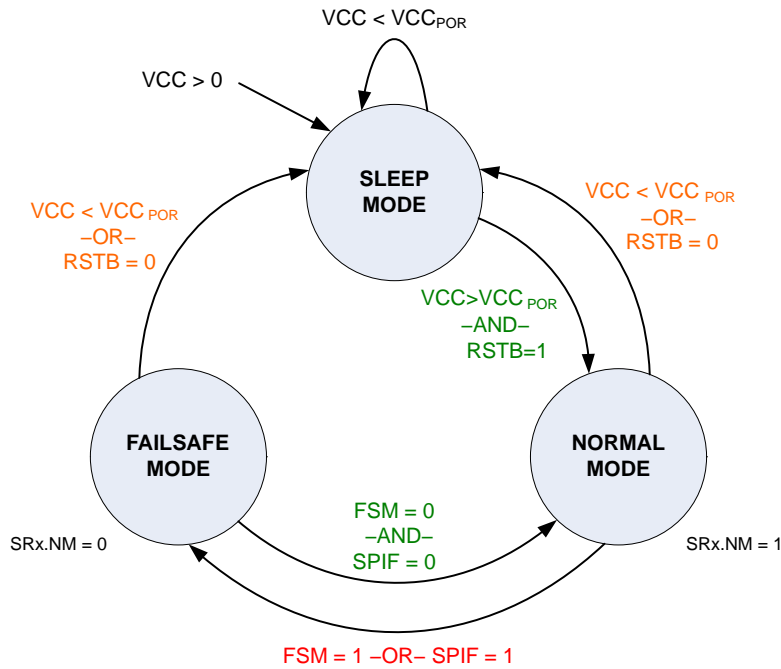 VCC < VCCPOR
VCC > 0
SLEEP
MODE
VCC < VCC POR
–OR–
RSTB = 0
VCC < VCC POR
–OR–
RSTB = 0
VCC>VCC POR
–AND–
RSTB=1
FAILSAFE
MODE
NORMAL
MODE
FSM = 0
–AND–
SPIF = 0
SRx.NM = 0
SRx.NM = 1
FSM = 1 –OR– SPIF = 1